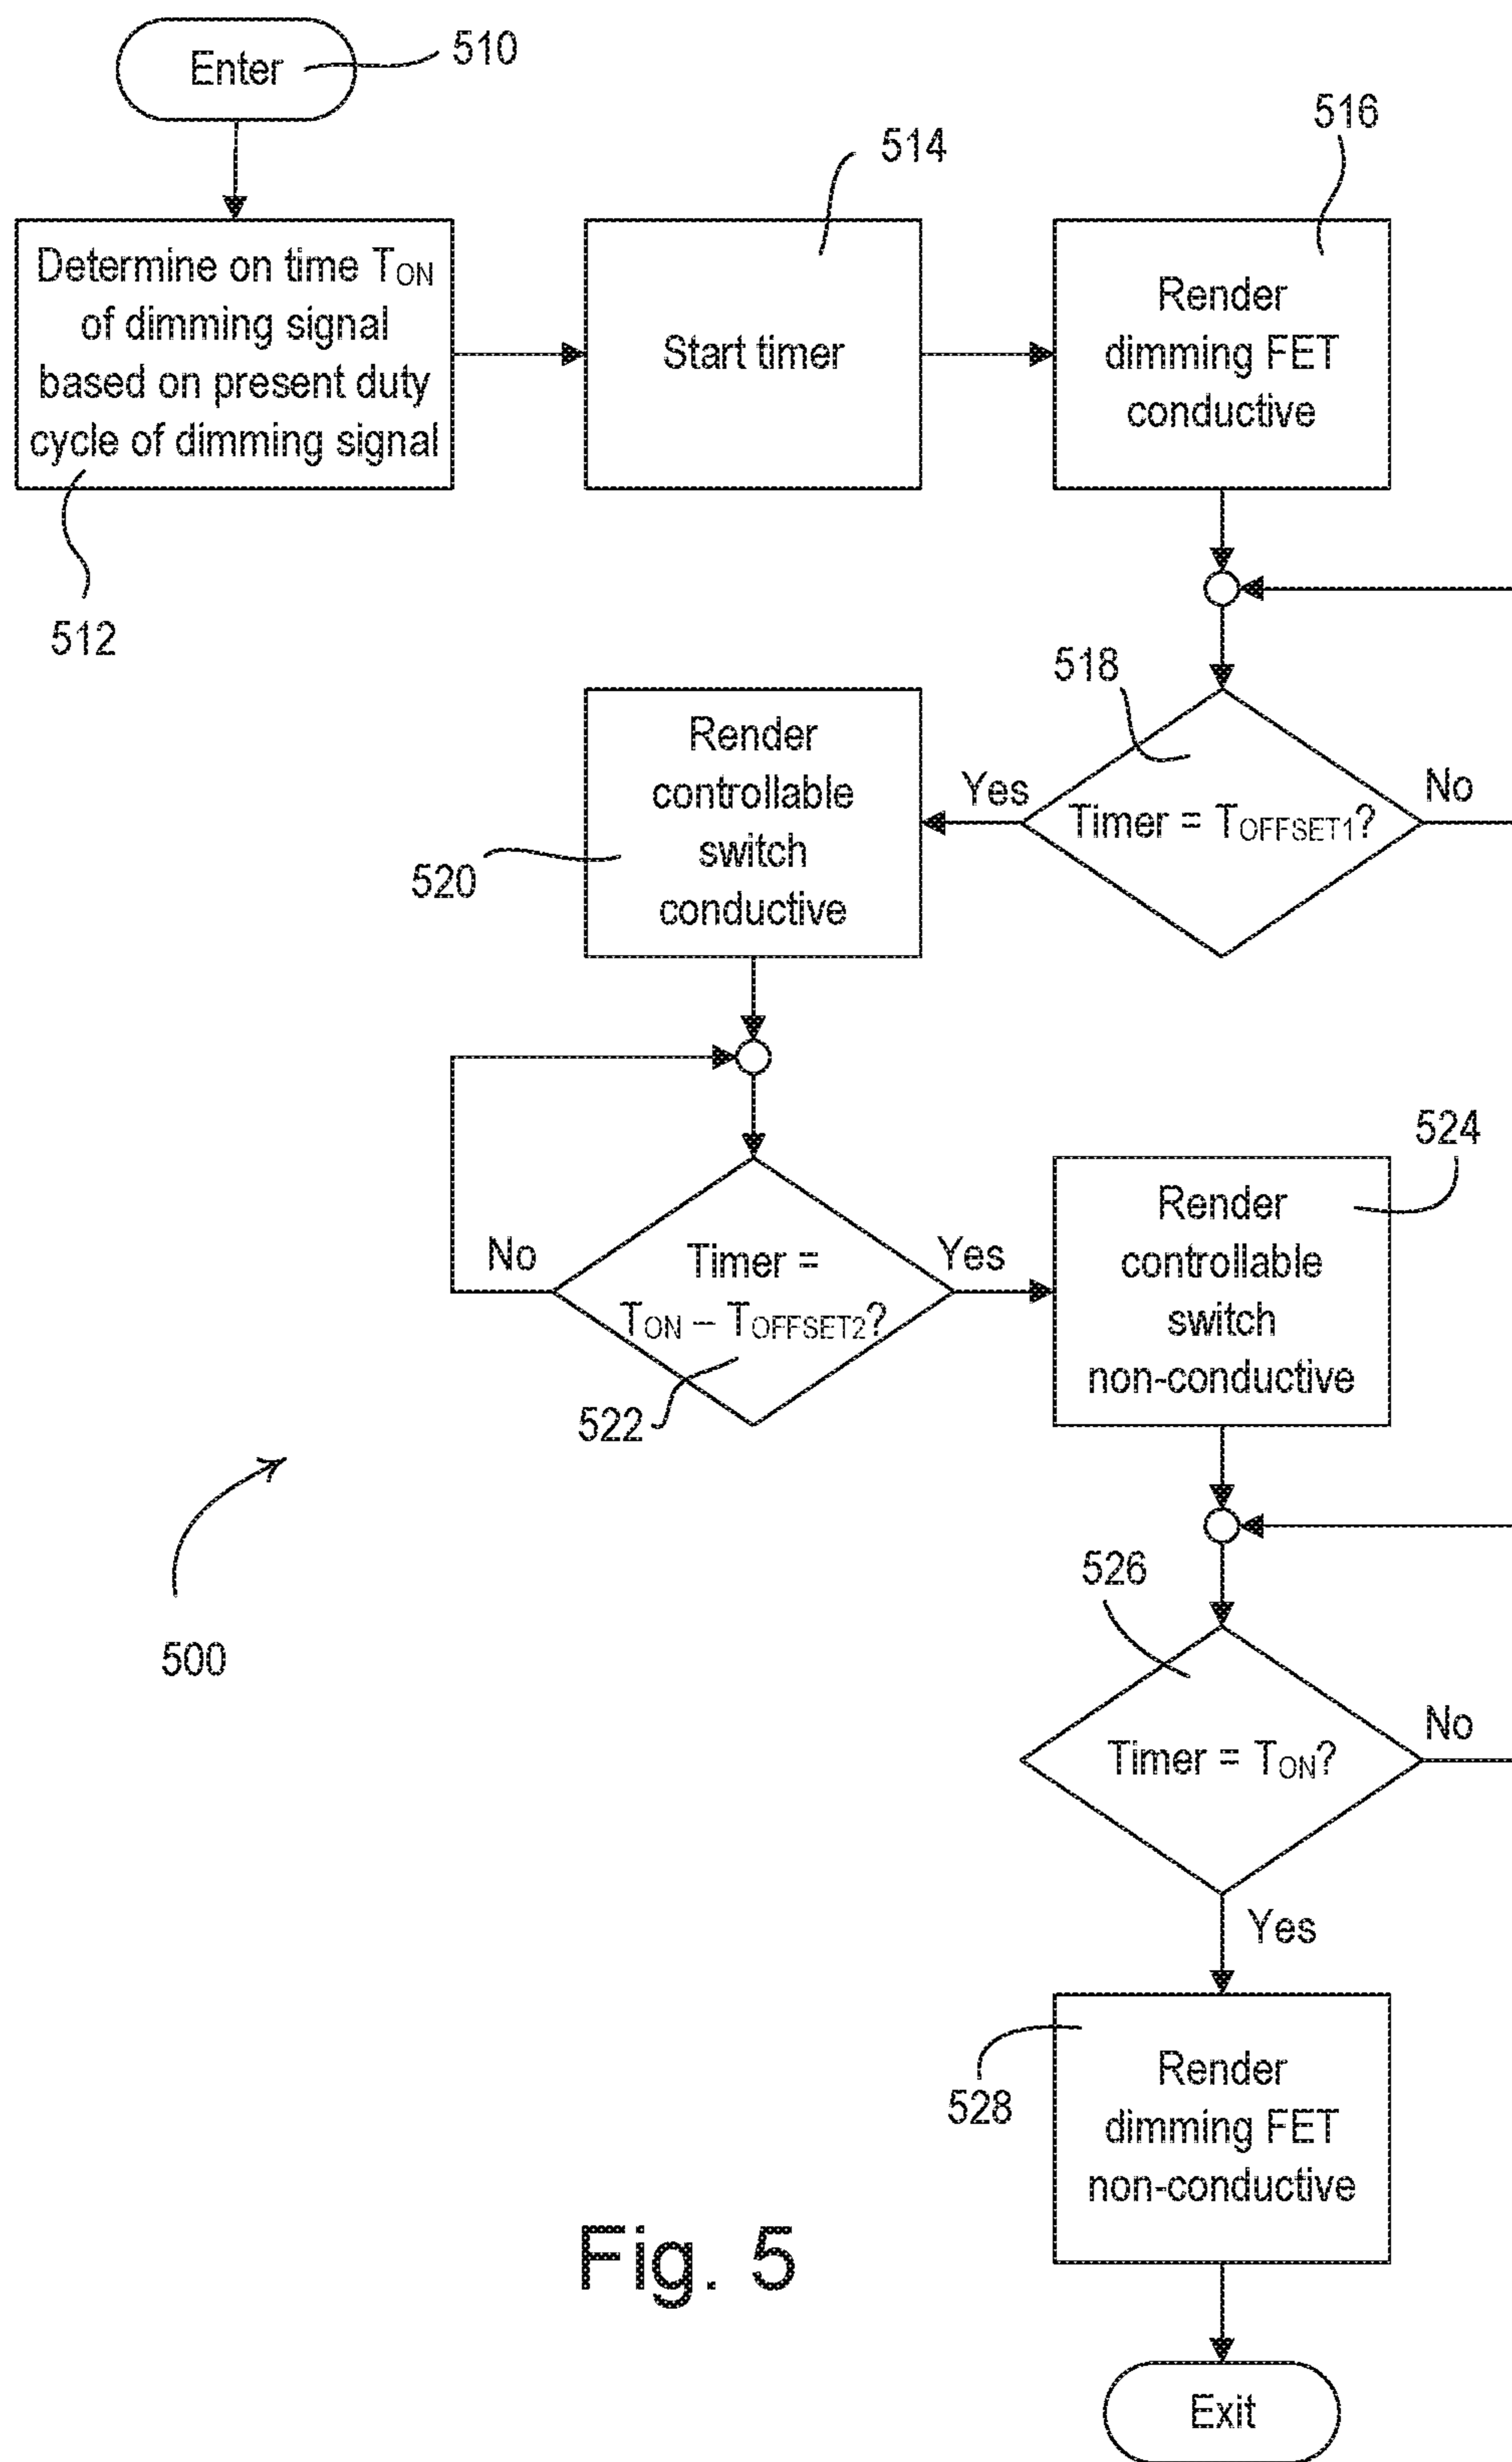 Enter
510
Determine on time TON
of dimming signal
based on present duty
cycle of dimming signal
512
514
Start timer
516
Render
dimming FET
conductive
518
Timer = TOFFSET1?
Yes
No
Render
controllable
switch
conductive
520
No
Timer =
TON – TOFFSET2?
Yes
522
524
Render
controllable
switch
non-conductive
500
526
Timer = TON?
No
Yes
528
Render
dimming FET
non-conductive
Fig. 5
Exit